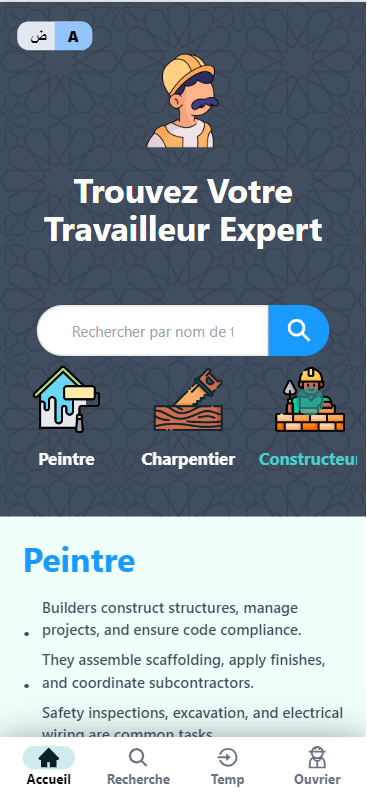 ض A
Trouvez Votre
Travailleur Expert
Rechercher par nom de t
Peintre Charpentier Constructeur
Peintre
• Builders construct structures, manage
projects, and ensure code compliance.
• They assemble scaffolding, apply finishes,
and coordinate subcontractors.
Safety inspections, excavation, and electrical
wiring are common tasks
Accueil Recherche Temp Ouvrier